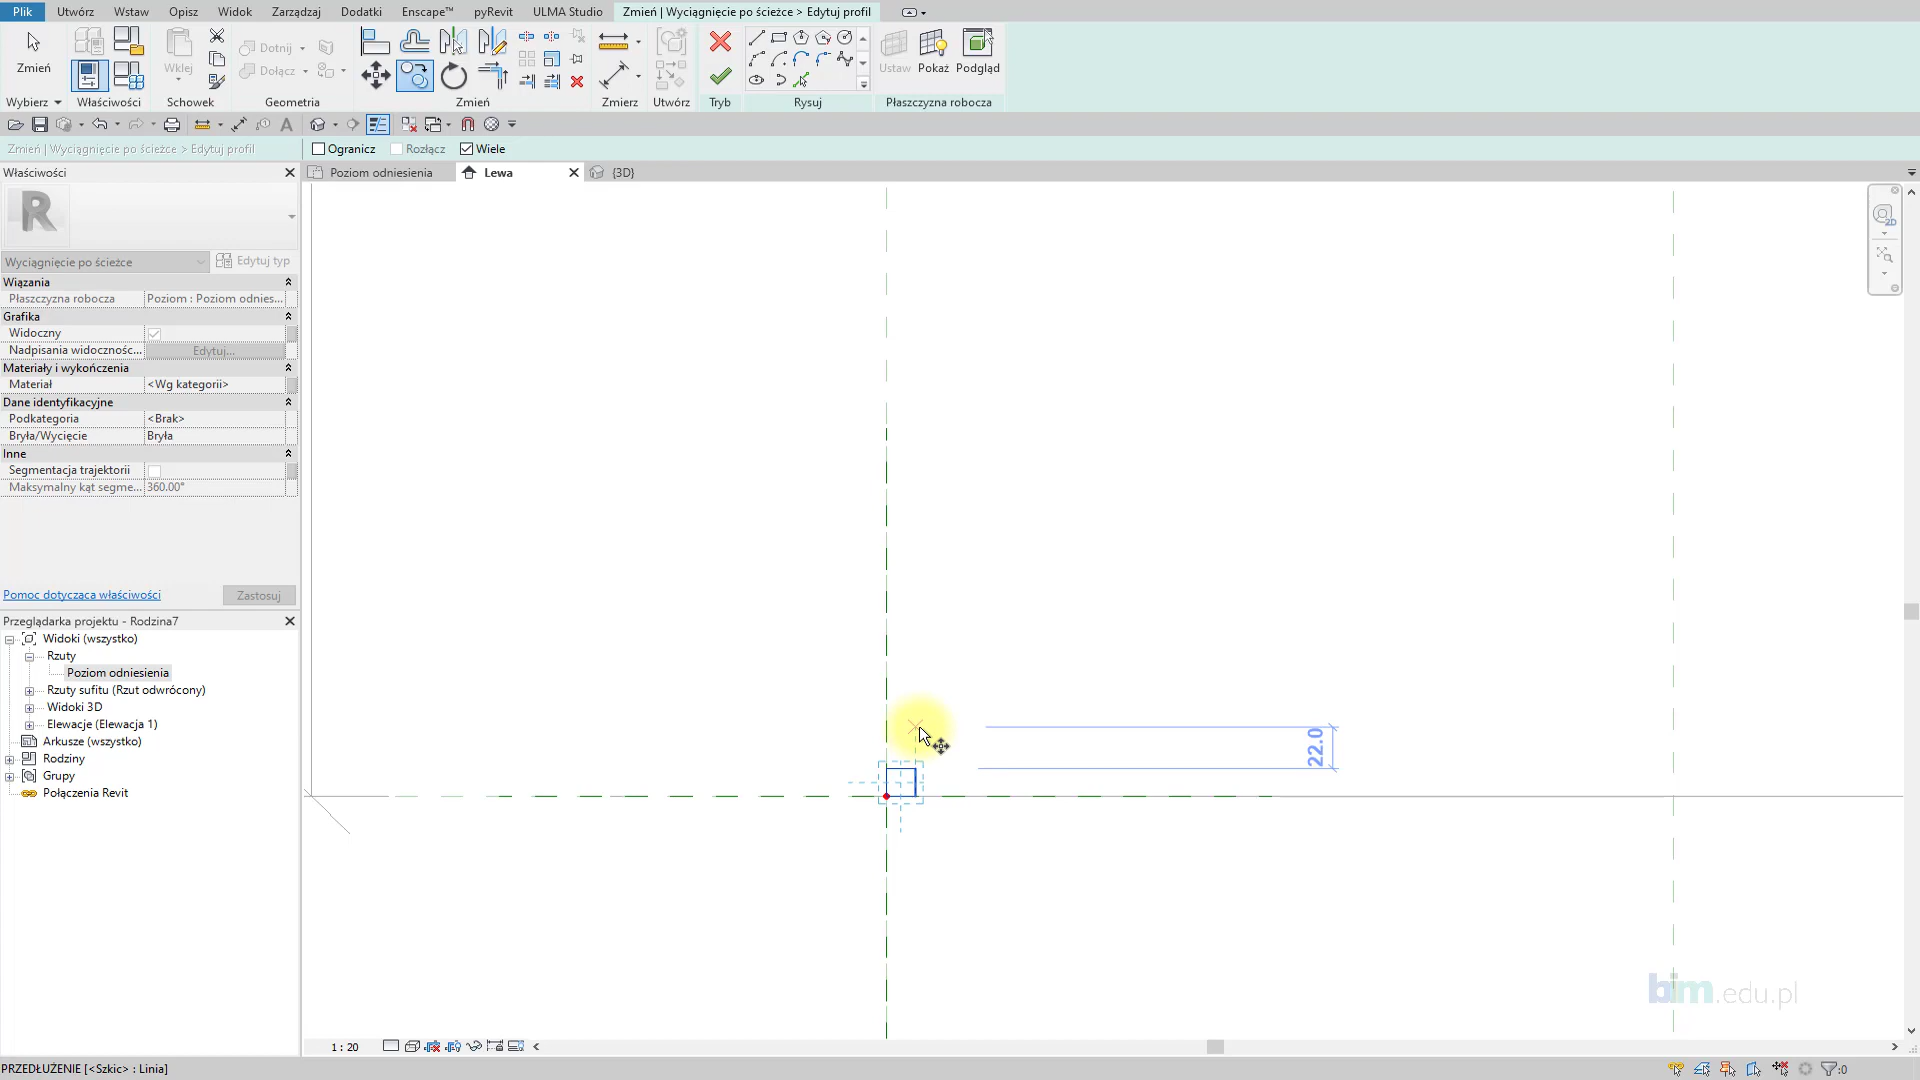 Plik Utwórz Wstaw Opisz Widok Zarządzaj Dodatki Enscape™ pyRevit ULMA Studio Zmień | Wyciągnięcie po ścieżce > Edytuj profil
Zmień Wklej Dotnij Dołącz Ustaw Pokaż Podgląd
Wybierz Właściwości Schowek Geometria Zmień Zmierz Utwórz Tryb Rysuj Płaszczyzna robocza
Zmień | Wyciągnięcie po ścieżce > Edytuj profil Ogranicz Rozłącz Wiele
Właściwości
Poziom odniesienia Lewa {3D}
Wyciągnięcie po ścieżce Edytuj typ
Wiązania
Płaszczyzna robocza Poziom : Poziom odnies...
Grafika
Widoczny
Nadpisania widocznośc... Edytuj...
Materiały i wykończenia
Materiał <Wg kategorii>
Dane identyfikacyjne
Podkategoria <Brak>
Bryła/Wycięcie Bryła
Inne
Segmentacja trajektorii
Maksymalny kąt segme... 360.00°
Pomoc dotycząca właściwości Zastosuj
Przeglądarka projektu - Rodzina7
Widoki (wszystko)
Rzuty
Poziom odniesienia
Rzuty sufitu (Rzut odwrócony)
Widoki 3D
Elewacje (Elewacja 1)
Arkusze (wszystko)
Rodziny
Grupy
Połączenia Revit
22.0
2D
bim.edu.pl
1 : 20
PRZEDŁUŻENIE [<Szkic> : Linia]
:0